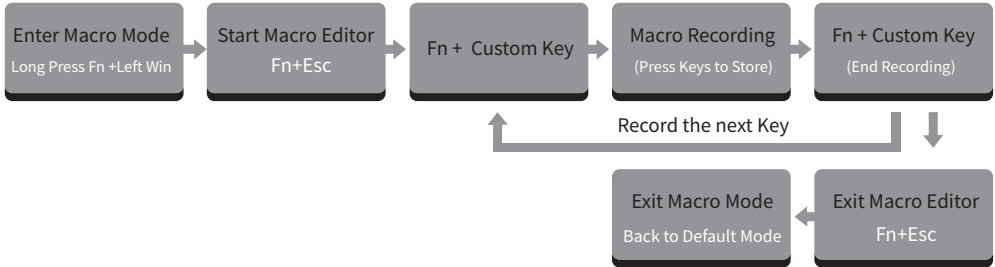 Enter Macro Mode
Long Press Fn +Left Win
Start Macro Editor
Fn+Esc
Fn + Custom Key
Macro Recording
(Press Keys to Store)
Fn + Custom Key
(End Recording)
Record the next Key
Exit Macro Mode
Back to Default Mode
Exit Macro Editor
Fn+Esc